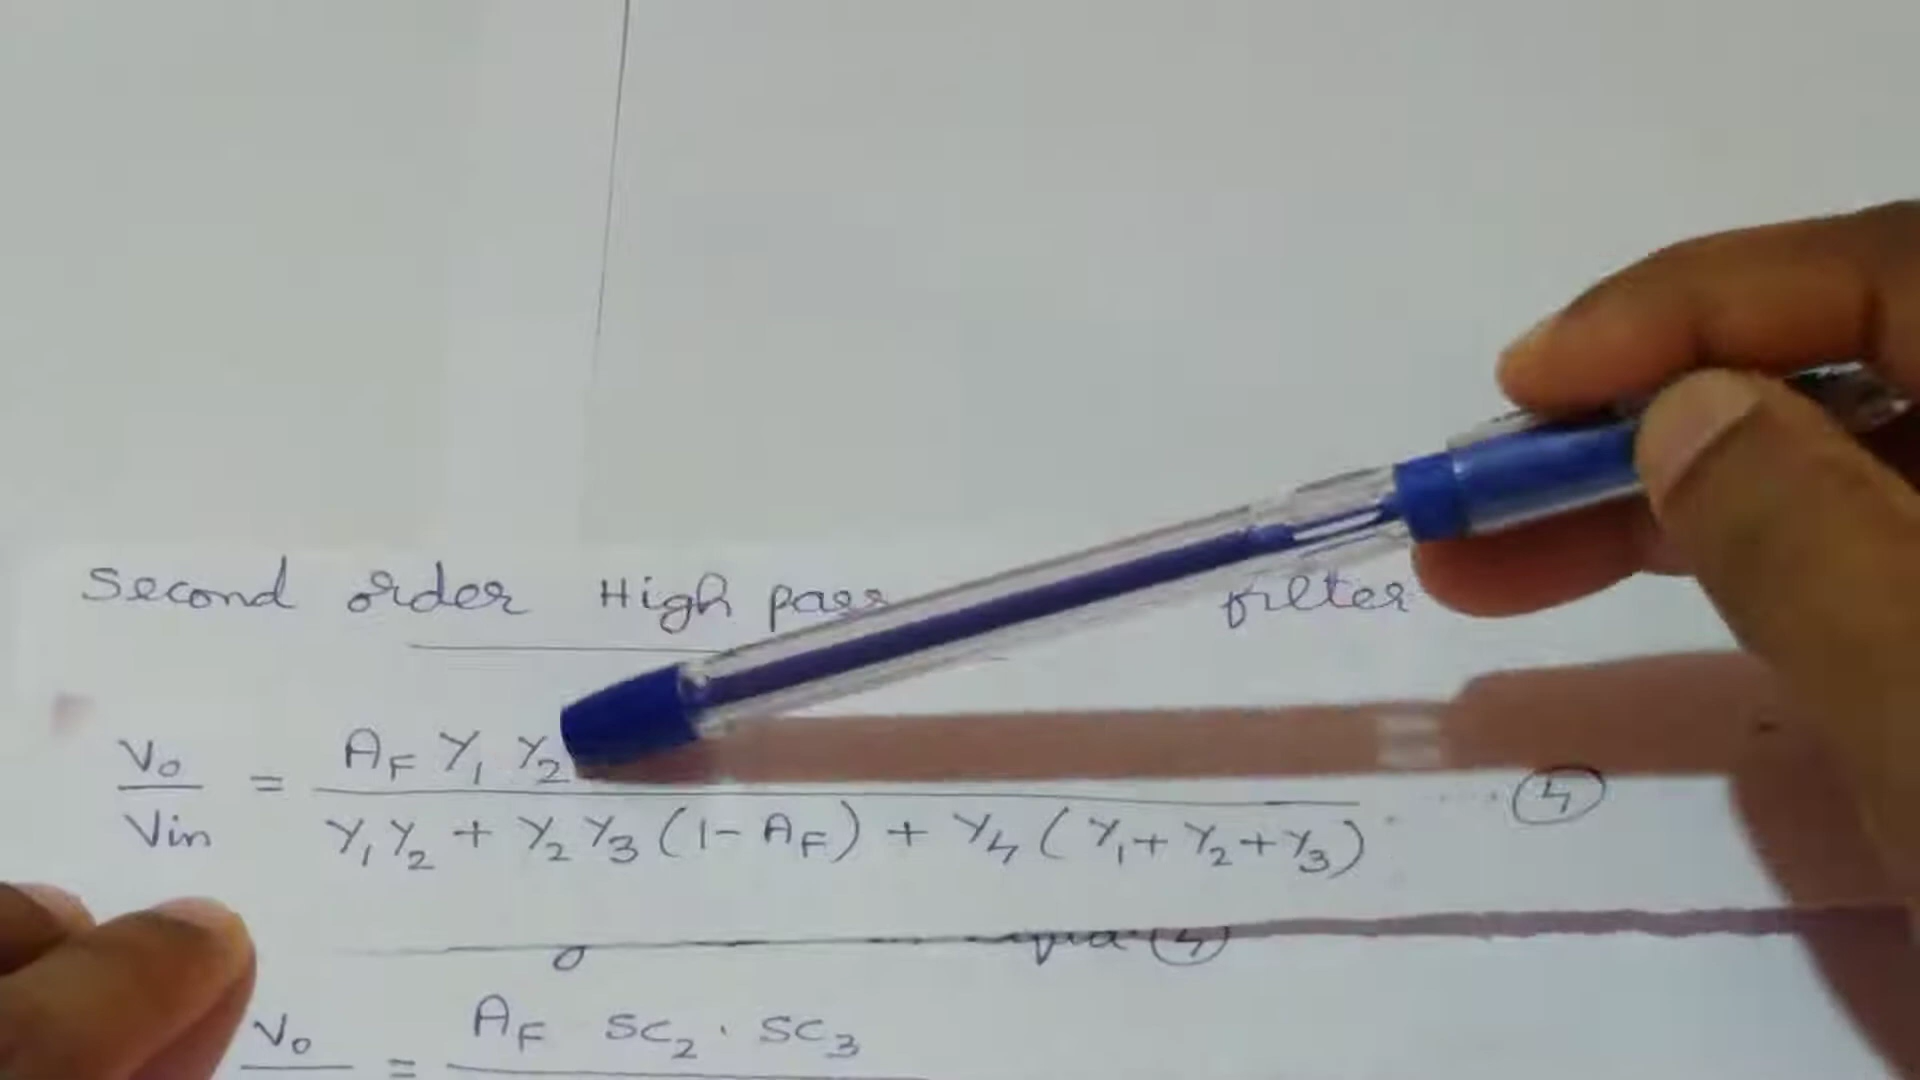 Second order High pass filter
Vo/Vin = AF Y1 Y2 / Y1Y2 + Y2Y3(1-AF) + Y4(Y1+Y2+Y3) ..... (4)
(4)
Vo = AF SC2 . SC3